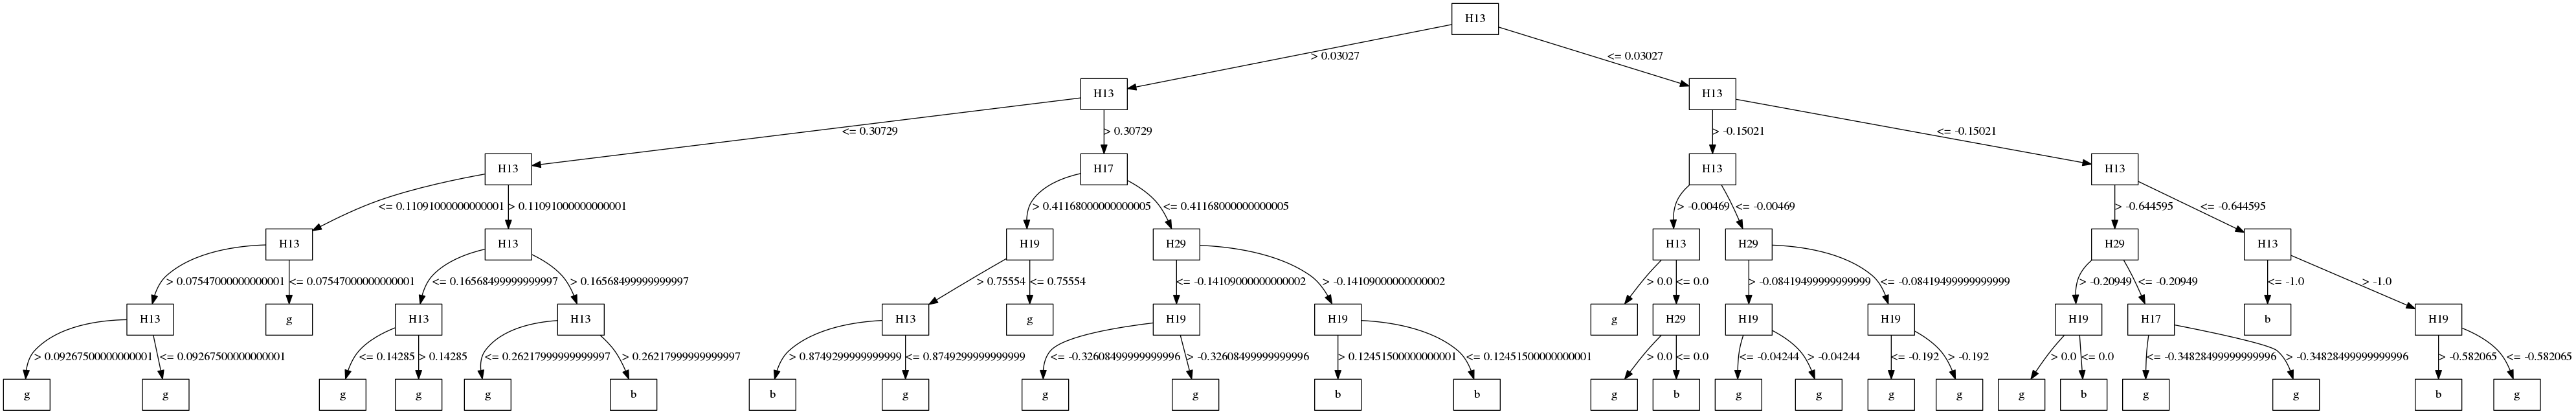 H13
> 0.03027 <= 0.03027
H13 H13
<= 0.30729 > 0.30729 > -0.15021 <= -0.15021
H13 H17 H13 H13
<= 0.11091000000000001 > 0.11091000000000001 > 0.41168000000000005 <= 0.41168000000000005 > -0.00469 <= -0.00469 > -0.644595 <= -0.644595
H13 H13 H19 H29 H13 H29 H29 H13
> 0.07547000000000001 <= 0.07547000000000001 <= 0.16568499999999997 > 0.16568499999999997 > 0.75554 <= 0.75554 <= -0.14109000000000002 > -0.14109000000000002 > 0.0 <= 0.0 > -0.08419499999999999 <= -0.08419499999999999 > -0.20949 <= -0.20949 <= -1.0 > -1.0
H13 g H13 H13 H13 g H19 H19 g H29 H19 H19 H19 H17 b H19
> 0.09267500000000001 <= 0.09267500000000001 <= 0.14285 > 0.14285 <= 0.26217999999999997 > 0.26217999999999997 > 0.8749299999999999 <= 0.8749299999999999 <= -0.32608499999999996 > -0.32608499999999996 > 0.12451500000000001 <= 0.12451500000000001 > 0.0 <= 0.0 <= -0.04244 > -0.04244 <= -0.192 > -0.192 > 0.0 <= 0.0 <= -0.34828499999999996 > -0.34828499999999996 > -0.582065 <= -0.582065
g g g g g b b g g g b b g b g g g g g b g g b g